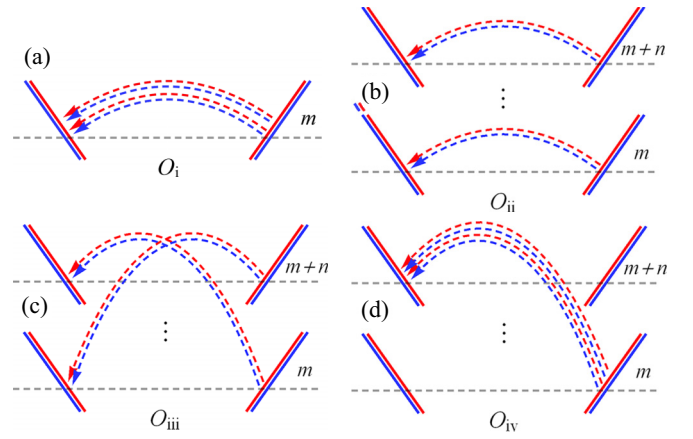 (a)
m
O_i
(b)
m + n
⋮
m
O_ii
(c)
m + n
⋮
m
O_iii
(d)
m + n
⋮
m
O_iv